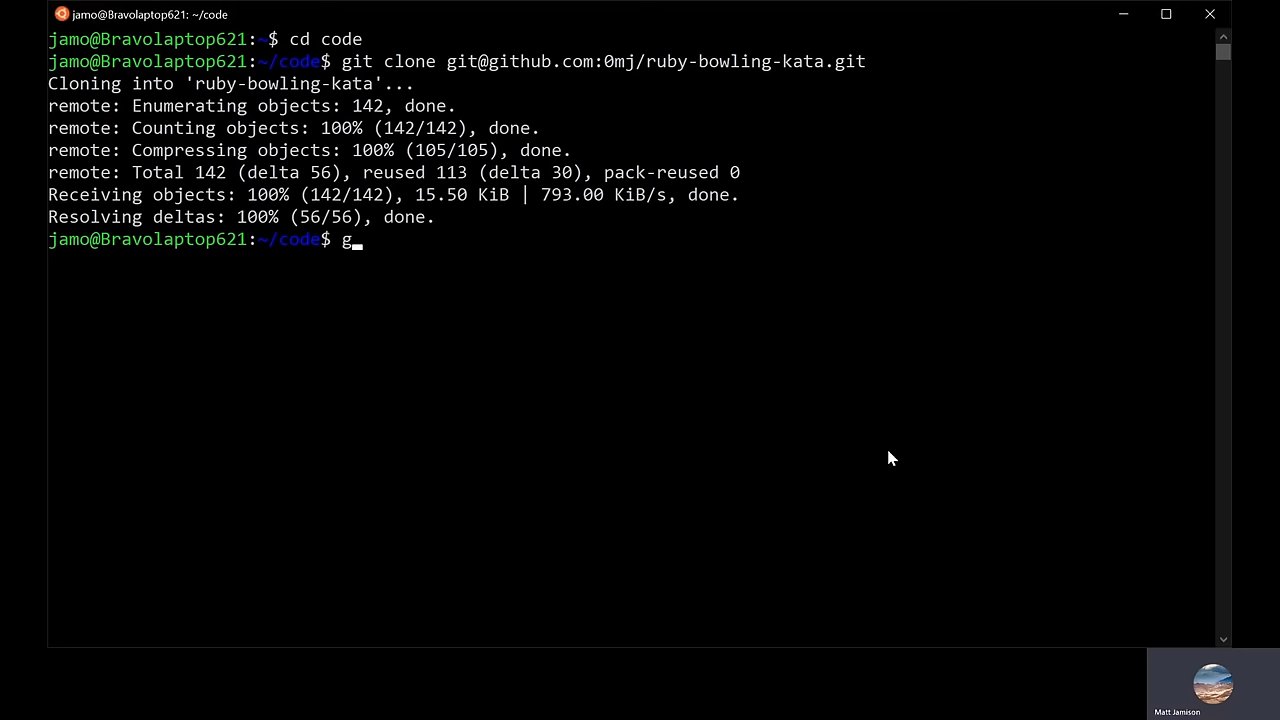 jamo@Bravolaptop621: ~/code
jamo@Bravolaptop621:~$ cd code
jamo@Bravolaptop621:~/code$ git clone git@github.com:0mj/ruby-bowling-kata.git
Cloning into 'ruby-bowling-kata'...
remote: Enumerating objects: 142, done.
remote: Counting objects: 100% (142/142), done.
remote: Compressing objects: 100% (105/105), done.
remote: Total 142 (delta 56), reused 113 (delta 30), pack-reused 0
Receiving objects: 100% (142/142), 15.50 KiB | 793.00 KiB/s, done.
Resolving deltas: 100% (56/56), done.
jamo@Bravolaptop621:~/code$ g
Matt Jamison